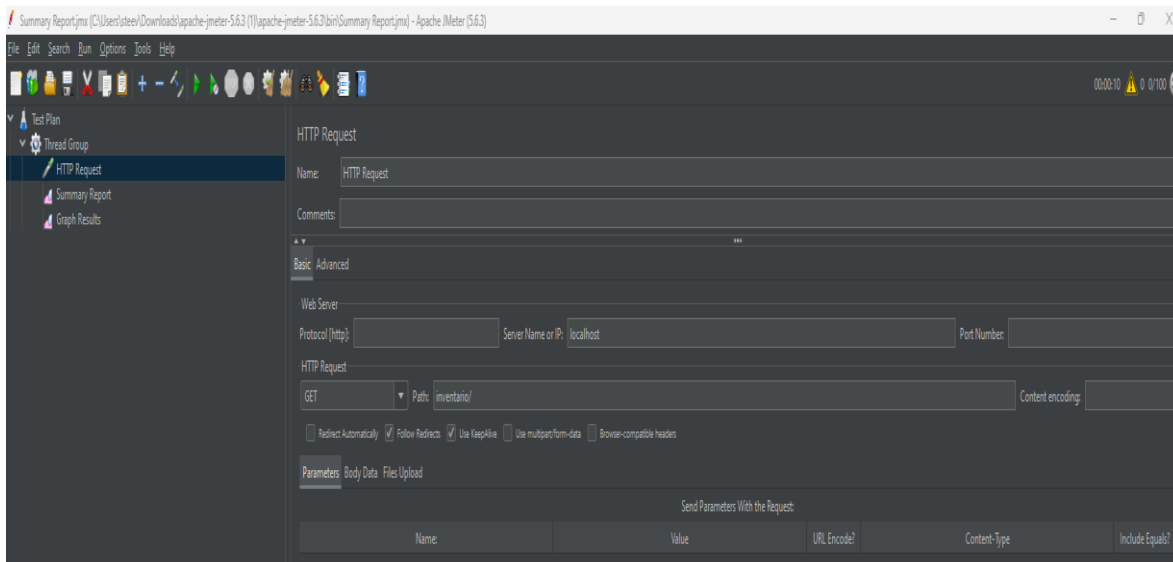 Summary Report.jmx (C:\Users\steev\Downloads\apache-jmeter-5.6.3 (1)\apache-jmeter-5.6.3\bin\Summary Report.jmx) - Apache JMeter (5.6.3)
File Edit Search Run Options Tools Help
00:00:10 0 0/100
Test Plan
Thread Group
HTTP Request
Summary Report
Graph Results
HTTP Request
Name: HTTP Request
Comments:
Basic Advanced
Web Server
Protocol [http]: Server Name or IP: localhost Port Number:
HTTP Request
GET Path: inventario/ Content encoding:
Redirect Automatically Follow Redirects Use KeepAlive Use multipart/form-data Browser-compatible headers
Parameters Body Data Files Upload
Send Parameters With the Request:
Name: Value URL Encode? Content-Type Include Equals?